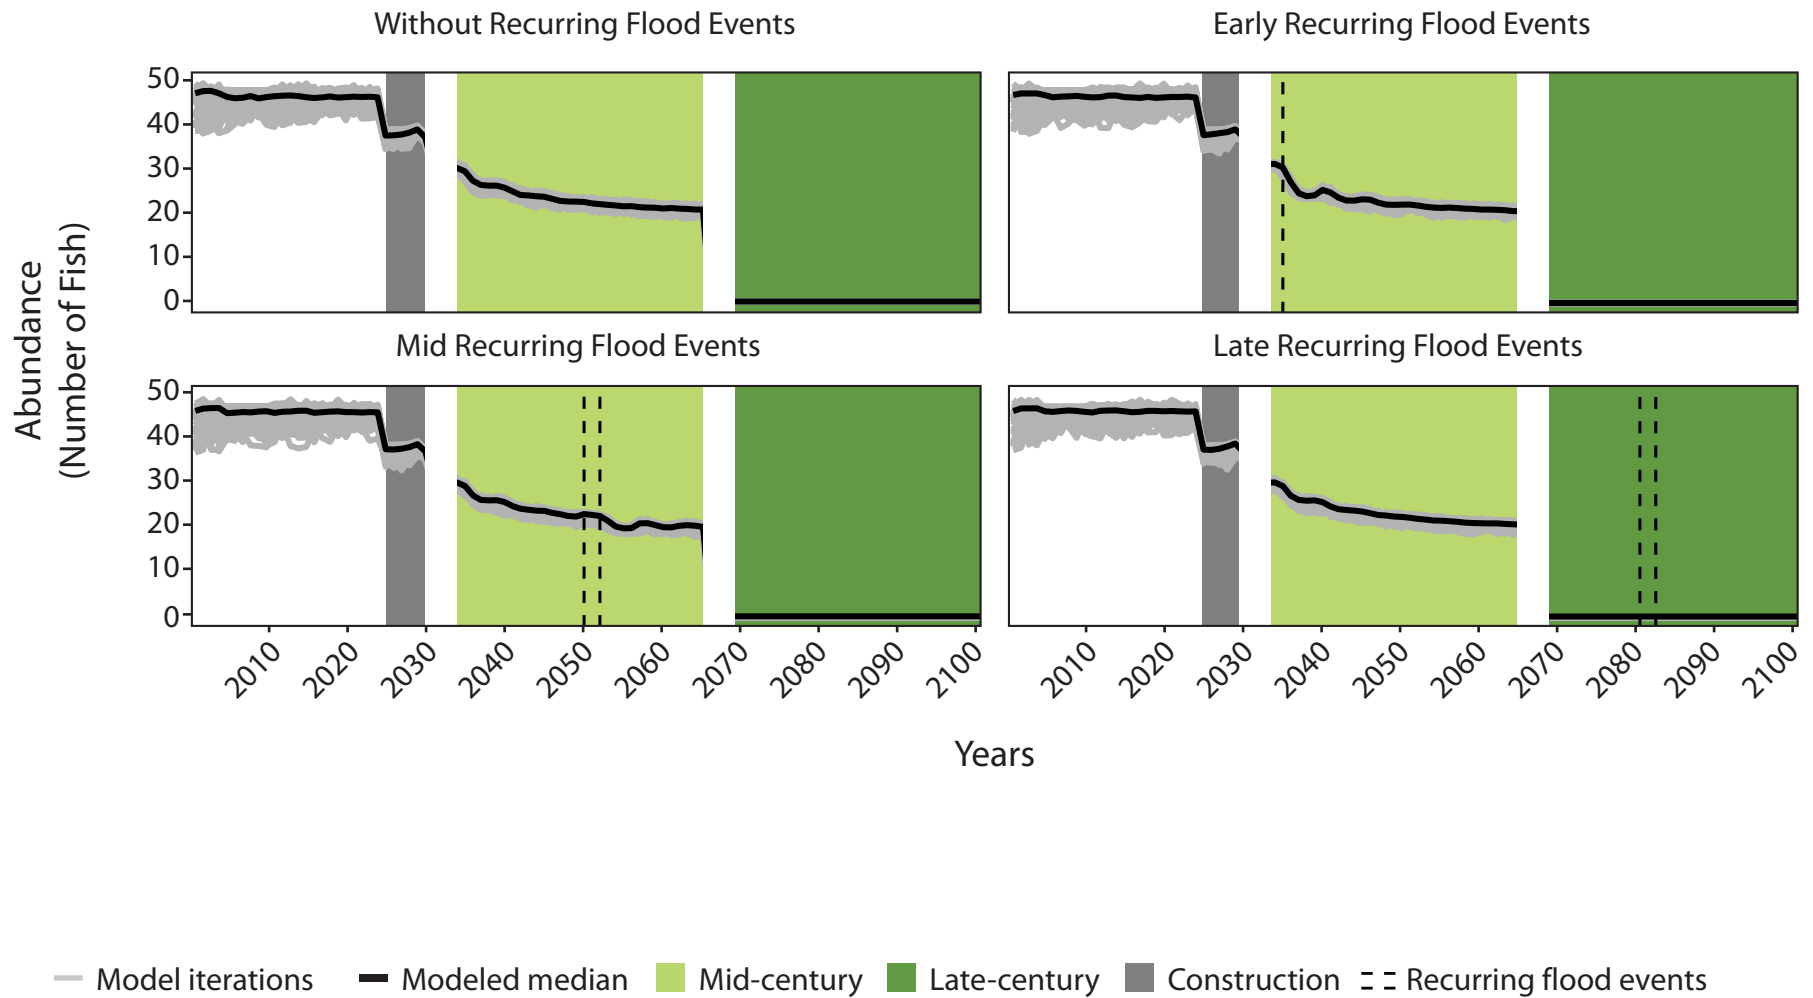 Without Recurring Flood Events
Early Recurring Flood Events
50
40
30
20
10
0
Mid Recurring Flood Events
Late Recurring Flood Events
50
40
30
20
10
0
Abundance
(Number of Fish)
2010 2020 2030 2040 2050 2060 2070 2080 2090 2100
2010 2020 2030 2040 2050 2060 2070 2080 2090 2100
Years
Model iterations Modeled median Mid-century Late-century Construction Recurring flood events